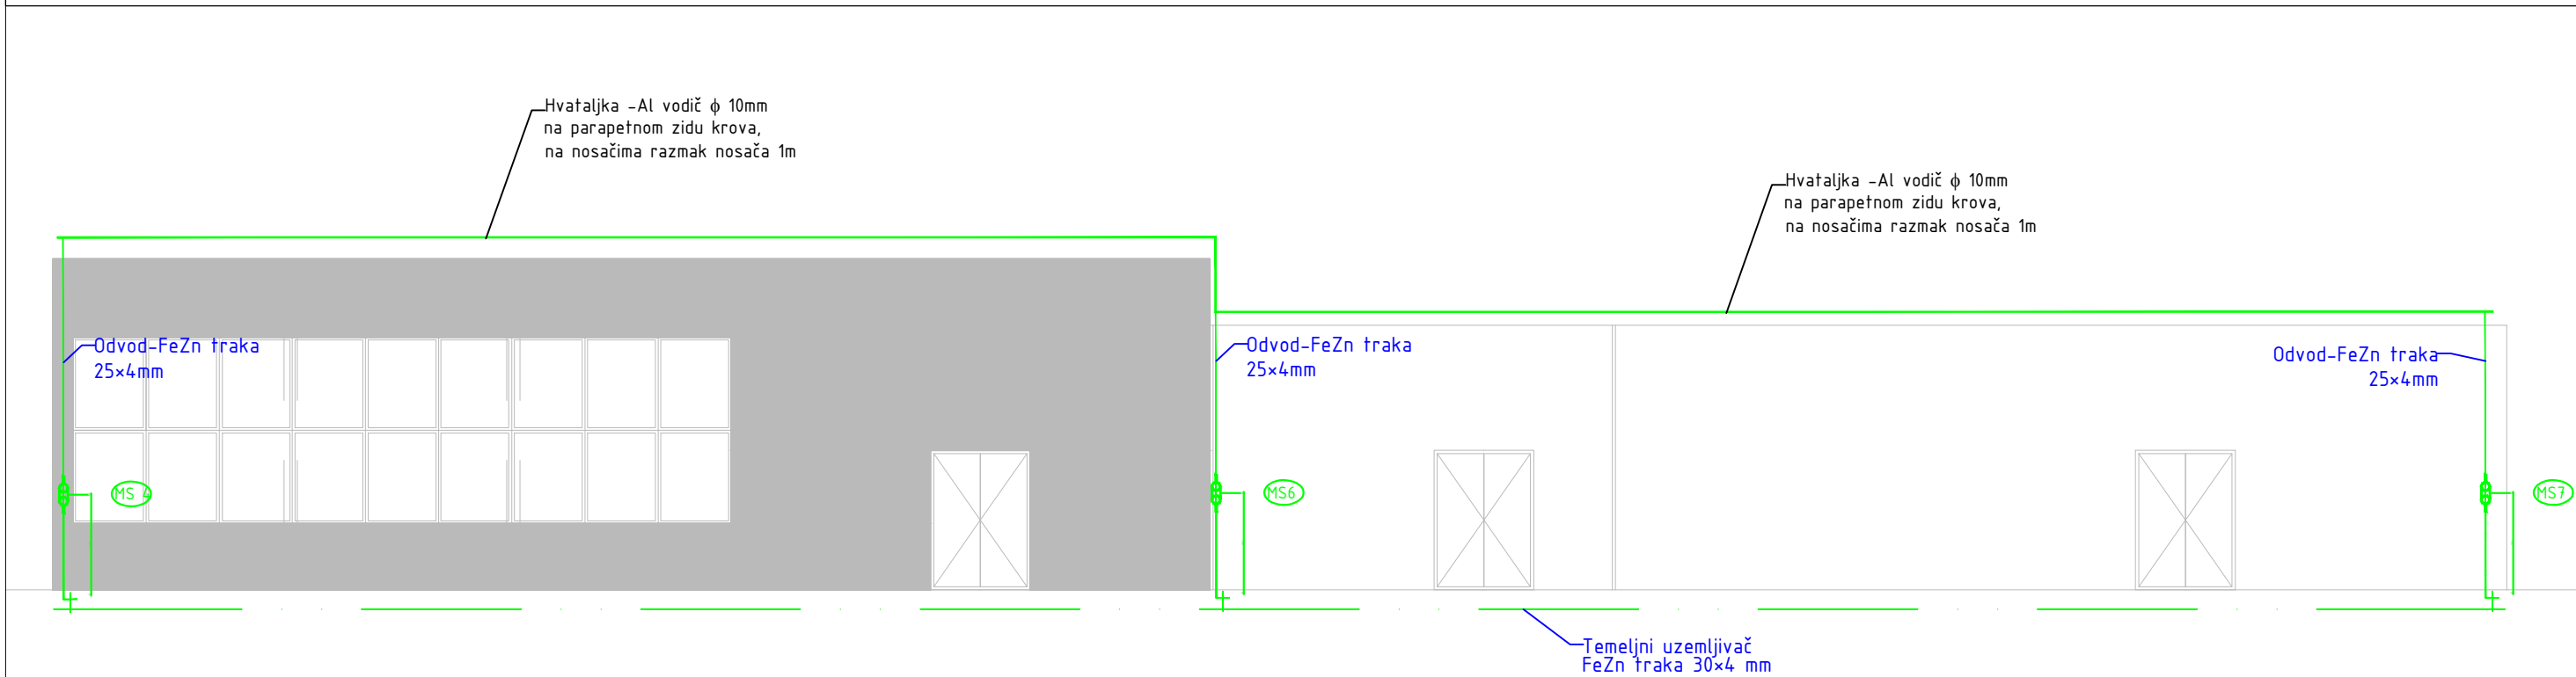 Hvataljka -Al vodič ϕ 10mm
na parapetnom zidu krova,
na nosačima razmak nosača 1m
Hvataljka -Al vodič ϕ 10mm
na parapetnom zidu krova,
na nosačima razmak nosača 1m
Odvod-FeZn traka
25×4mm
Odvod-FeZn traka
25×4mm
Odvod-FeZn traka
25×4mm
MS 4
MS6
MS7
Temeljni uzemljivač
FeZn traka 30×4 mm